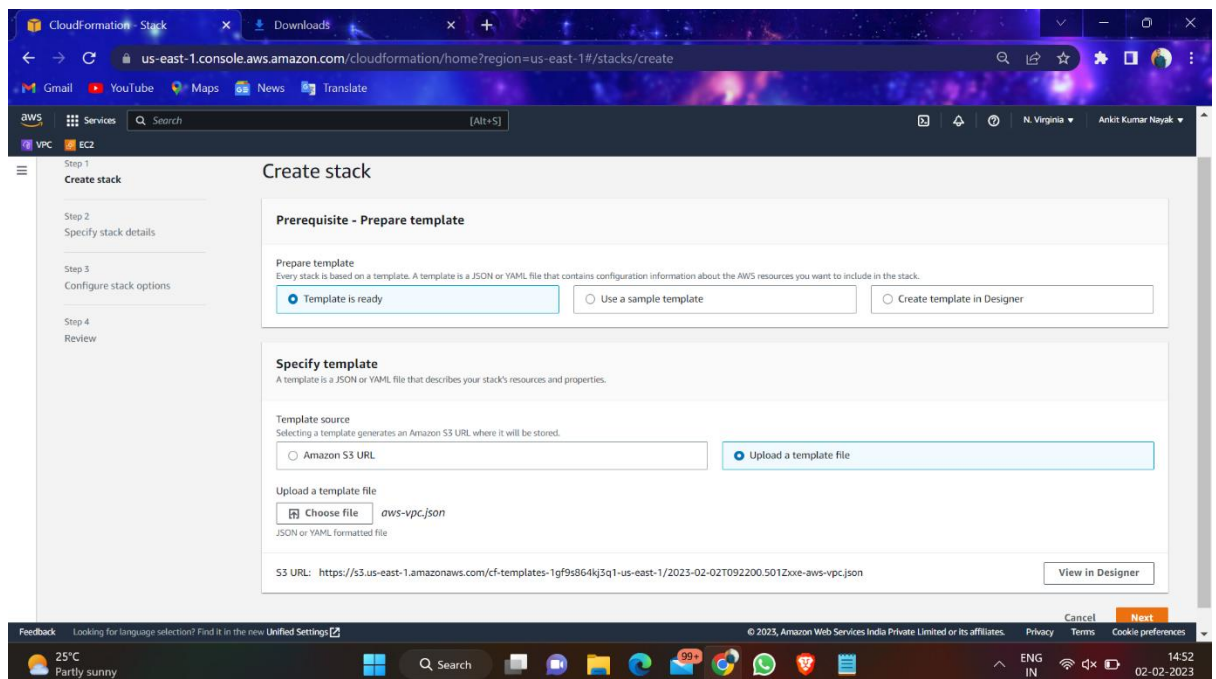 CloudFormation - Stack
Downloads
us-east-1.console.aws.amazon.com/cloudformation/home?region=us-east-1#/stacks/create
Gmail YouTube Maps News Translate
aws Services Search [Alt+S] N. Virginia Ankit Kumar Nayak
VPC EC2
Step 1
Create stack
Step 2
Specify stack details
Step 3
Configure stack options
Step 4
Review
Create stack
Prerequisite - Prepare template
Prepare template
Every stack is based on a template. A template is a JSON or YAML file that contains configuration information about the AWS resources you want to include in the stack.
Template is ready
Use a sample template
Create template in Designer
Specify template
A template is a JSON or YAML file that describes your stack's resources and properties.
Template source
Selecting a template generates an Amazon S3 URL where it will be stored.
Amazon S3 URL
Upload a template file
Upload a template file
Choose file aws-vpc.json
JSON or YAML formatted file
S3 URL: https://s3.us-east-1.amazonaws.com/cf-templates-1gf9s864kj3q1-us-east-1/2023-02-02T092200.501Zxxe-aws-vpc.json
View in Designer
Cancel Next
Feedback Looking for language selection? Find it in the new Unified Settings © 2023, Amazon Web Services India Private Limited or its affiliates. Privacy Terms Cookie preferences
25°C
Partly sunny
Search
99+
ENG
IN
14:52
02-02-2023